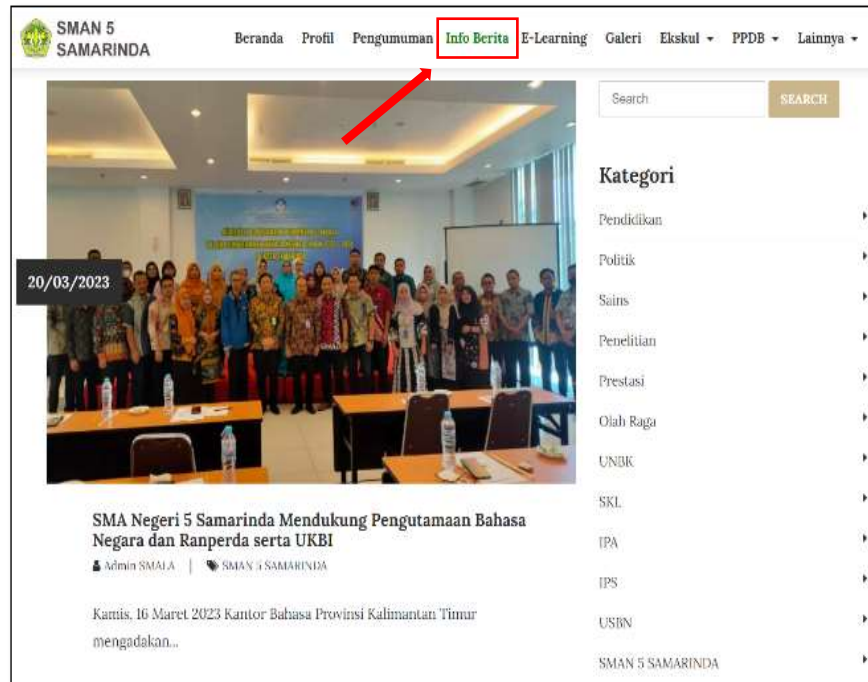 SMAN 5
SAMARINDA
Beranda Profil Pengumuman Info Berita E-Learning Galeri Ekskul PPDB Lainnya
Search SEARCH
20/03/2023
Kategori
Pendidikan
Politik
Sains
Penelitian
Prestasi
Olah Raga
UNBK
SKL
IPA
IPS
USBN
SMAN 5 SAMARINDA
SMA Negeri 5 Samarinda Mendukung Pengutamaan Bahasa
Negara dan Ranperda serta UKBI
Admin SMALA | SMAN 5 SAMARINDA
Kamis, 16 Maret 2023 Kantor Bahasa Provinsi Kalimantan Timur
mengadakan...